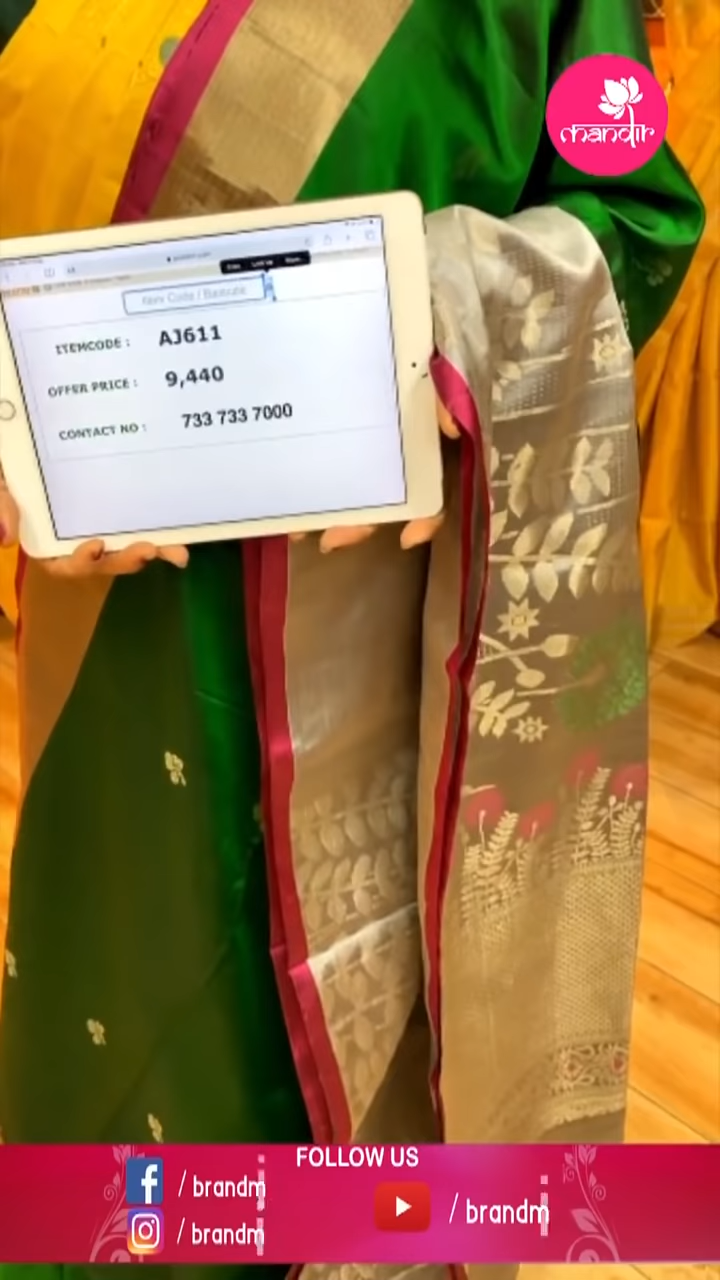 mandir
Item Code / Barcode
ITEMCODE : AJ611
OFFER PRICE : 9,440
CONTACT NO : 733 733 7000
FOLLOW US
/ brandm
/ brandm
/ brandm